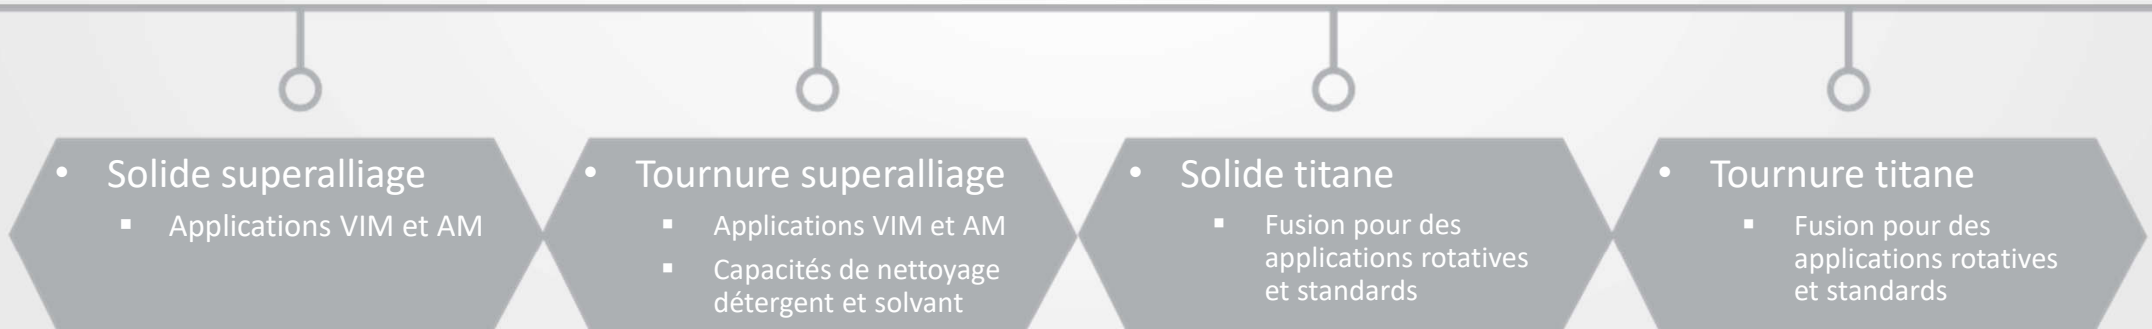 • Solide superalliage
▪ Applications VIM et AM
• Tournure superalliage
▪ Applications VIM et AM
▪ Capacités de nettoyage
détergent et solvant
• Solide titane
▪ Fusion pour des
applications rotatives
et standards
• Tournure titane
▪ Fusion pour des
applications rotatives
et standards